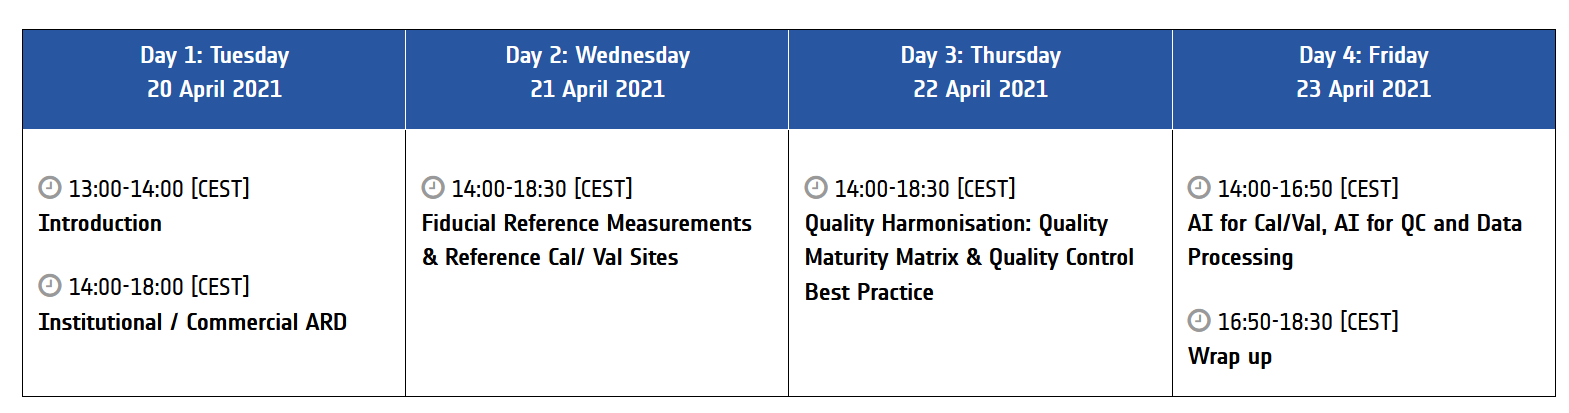 Day 1: Tuesday
20 April 2021
13:00-14:00 [CEST]
Introduction
14:00-18:00 [CEST]
Institutional / Commercial ARD
Day 2: Wednesday
21 April 2021
14:00-18:30 [CEST]
Fiducial Reference Measurements
& Reference Cal/ Val Sites
Day 3: Thursday
22 April 2021
14:00-18:30 [CEST]
Quality Harmonisation: Quality
Maturity Matrix & Quality Control
Best Practice
Day 4: Friday
23 April 2021
14:00-16:50 [CEST]
AI for Cal/Val, AI for QC and Data
Processing
16:50-18:30 [CEST]
Wrap up